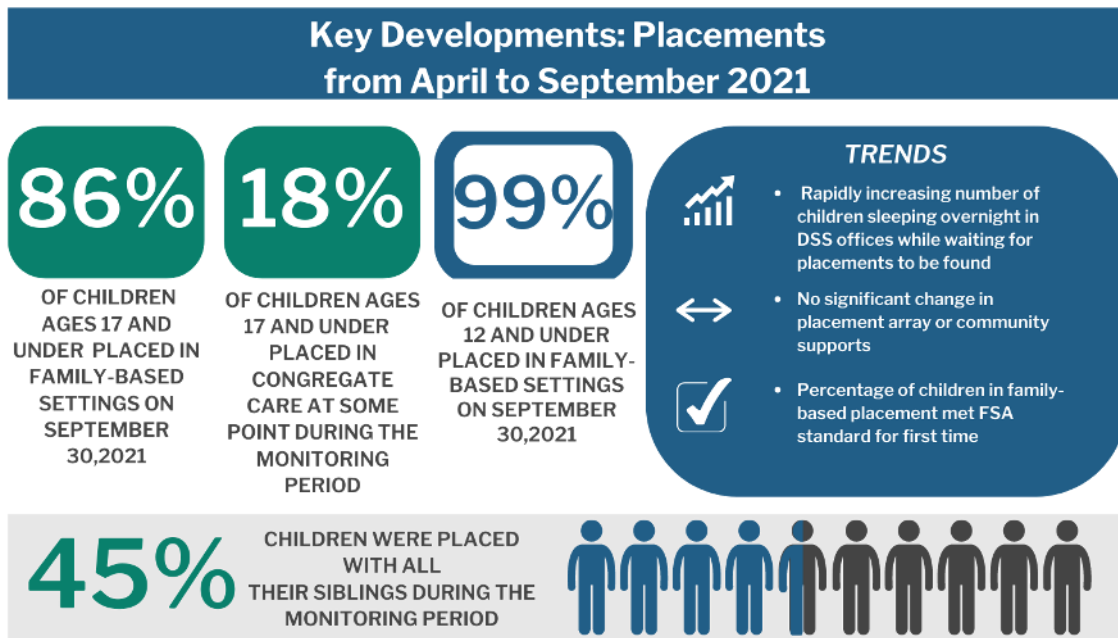 Key Developments: Placements
from April to September 2021
86%
OF CHILDREN
AGES 17 AND
UNDER PLACED IN
FAMILY-BASED
SETTINGS ON
SEPTEMBER
30,2021
18%
OF CHILDREN AGES
17 AND UNDER
PLACED IN
CONGREGATE
CARE AT SOME
POINT DURING THE
MONITORING
PERIOD
99%
OF CHILDREN AGES
12 AND UNDER
PLACED IN FAMILY-
BASED SETTINGS
ON SEPTEMBER
30,2021
TRENDS
• Rapidly increasing number of
children sleeping overnight in
DSS offices while waiting for
placements to be found
• No significant change in
placement array or community
supports
• Percentage of children in family-
based placement met FSA
standard for first time
45%
CHILDREN WERE PLACED
WITH ALL
THEIR SIBLINGS DURING THE
MONITORING PERIOD